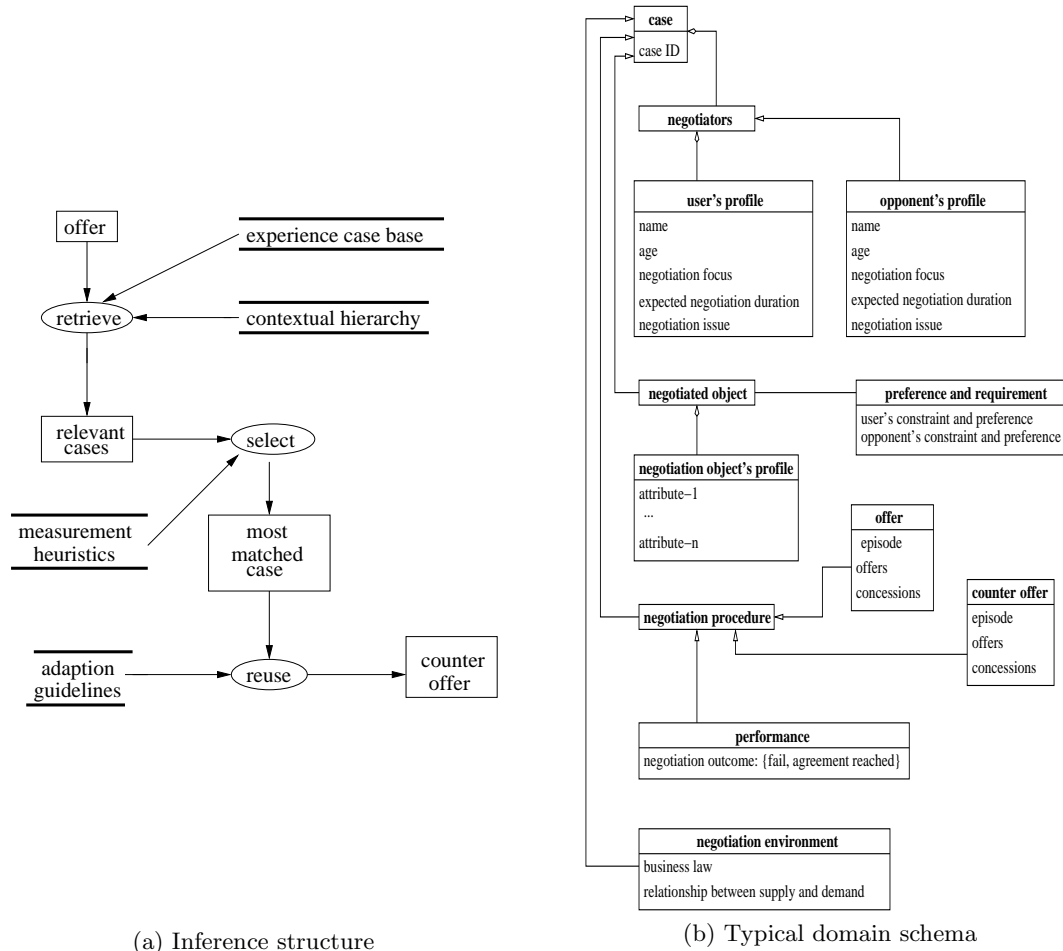 offer
experience case base
retrieve
contextual hierarchy
relevant
cases
select
measurement
heuristics
most
matched
case
adaption
guidelines
reuse
counter
offer
(a) Inference structure
case
case ID
negotiators
user's profile
name
age
negotiation focus
expected negotiation duration
negotiation issue
opponent's profile
name
age
negotiation focus
expected negotiation duration
negotiation issue
negotiated object
preference and requirement
user's constraint and preference
opponent's constraint and preference
negotiation object's profile
attribute−1
...
attribute−n
offer
episode
offers
concessions
counter offer
episode
offers
concessions
negotiation procedure
performance
negotiation outcome: {fail, agreement reached}
negotiation environment
business law
relationship between supply and demand
(b) Typical domain schema